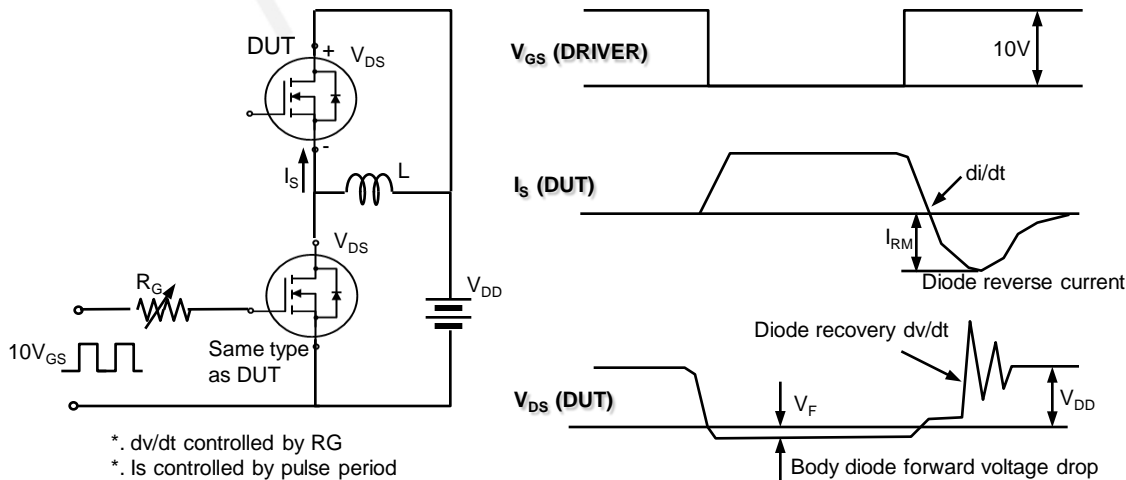 DUT
+
V_DS
-
I_S
L
V_DS
R_G
V_DD
10V_GS
Same type
as DUT
*. dv/dt controlled by RG
*. Is controlled by pulse period
V_GS (DRIVER)
10V
I_S (DUT)
di/dt
I_RM
Diode reverse current
Diode recovery dv/dt
V_DS (DUT)
V_F
V_DD
Body diode forward voltage drop